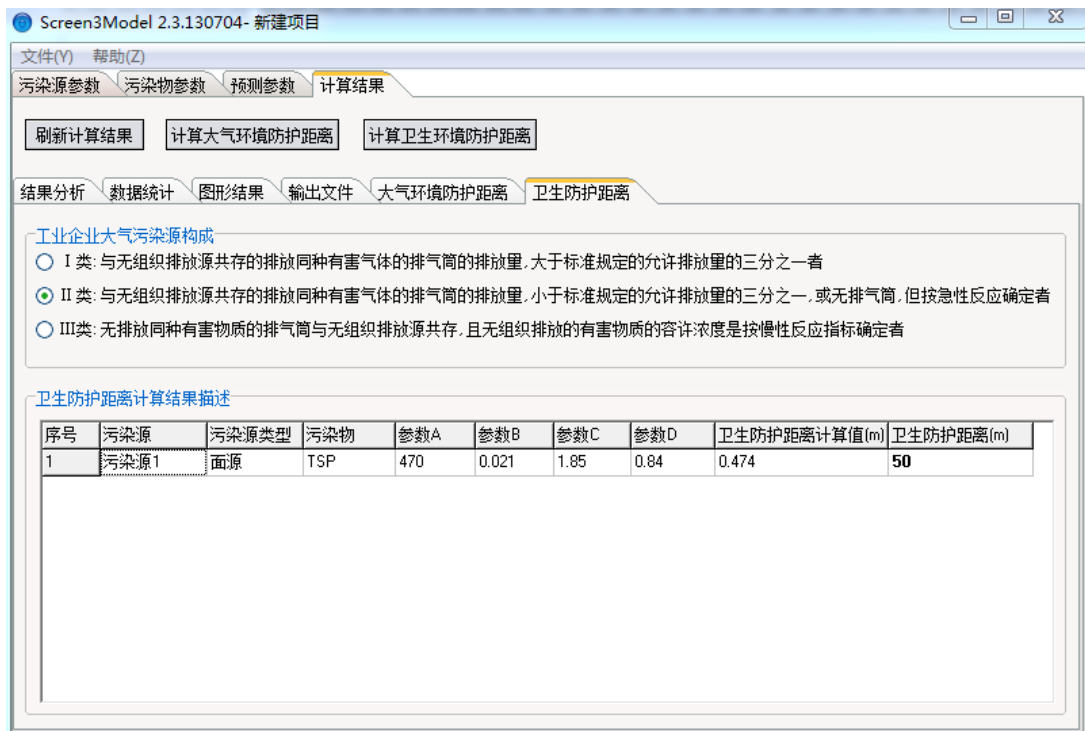 Screen3Model 2.3.130704- 新建项目
文件(Y) 帮助(Z)
污染源参数 污染物参数 预测参数 计算结果
刷新计算结果 计算大气环境防护距离 计算卫生环境防护距离
结果分析 数据统计 图形结果 输出文件 大气环境防护距离 卫生防护距离
工业企业大气污染源构成
I 类: 与无组织排放源共存的排放同种有害气体的排气筒的排放量,大于标准规定的允许排放量的三分之一者
II 类: 与无组织排放源共存的排放同种有害气体的排气筒的排放量,小于标准规定的允许排放量的三分之一,或无排气筒,但按急性反应确定者
III类: 无排放同种有害物质的排气筒与无组织排放源共存,且无组织排放的有害物质的容许浓度是按慢性反应指标确定者
卫生防护距离计算结果描述
序号 污染源 污染源类型 污染物 参数A 参数B 参数C 参数D 卫生防护距离计算值(m) 卫生防护距离(m)
1 污染源1 面源 TSP 470 0.021 1.85 0.84 0.474 50